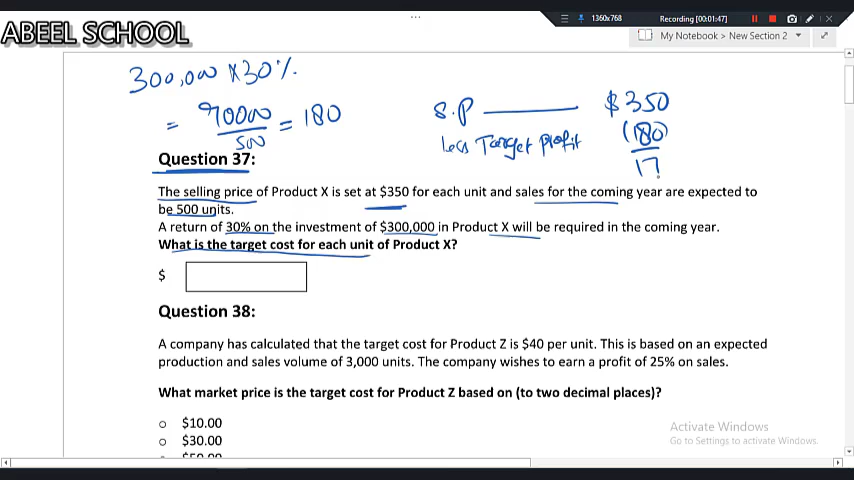 ...
1360x768
Recording [00:01:47]
ABEEL SCHOOL
My Notebook > New Section 2
300,000 x30%
= 90000 / 500 = 180
S.P $350
Less Target profit (180)
17
Question 37:
The selling price of Product X is set at $350 for each unit and sales for the coming year are expected to
be 500 units.
A return of 30% on the investment of $300,000 in Product X will be required in the coming year.
What is the target cost for each unit of Product X?
$
Question 38:
A company has calculated that the target cost for Product Z is $40 per unit. This is based on an expected
production and sales volume of 3,000 units. The company wishes to earn a profit of 25% on sales.
What market price is the target cost for Product Z based on (to two decimal places)?
$10.00
$30.00
$50.00
Activate Windows
Go to Settings to activate Windows.